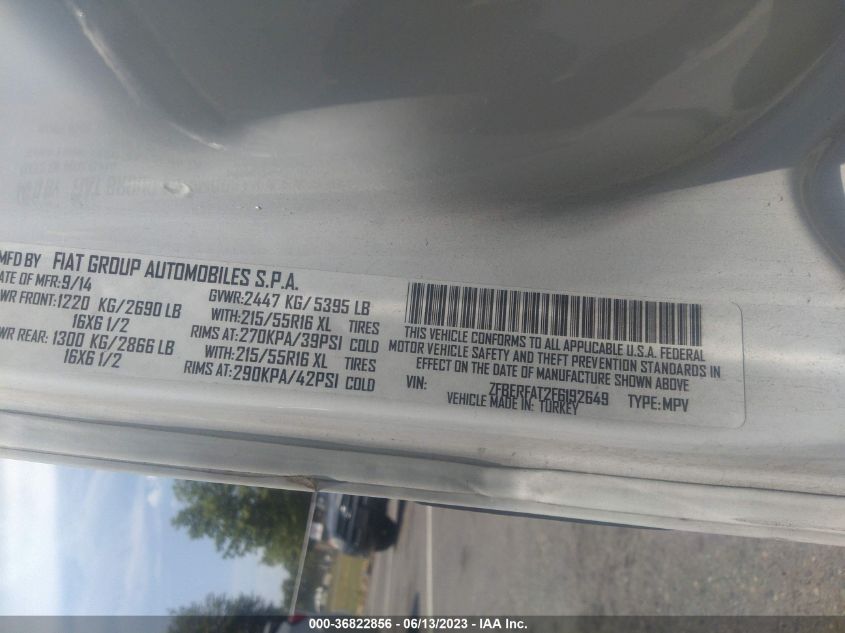 MFD BY FIAT GROUP AUTOMOBILES S.P.A.
DATE OF MFR:9/14 GVWR:2447 KG/5395 LB
WR FRONT:1220 KG/2690 LB WITH:215/55R16 XL TIRES
16X6 1/2 RIMS AT:270KPA/39PSI COLD
WR REAR:1300 KG/2866 LB WITH:215/55R16 XL TIRES
16X6 1/2 RIMS AT:290KPA/42PSI COLD
THIS VEHICLE CONFORMS TO ALL APPLICABLE U.S.A. FEDERAL
MOTOR VEHICLE SAFETY AND THEFT PREVENTION STANDARDS IN
EFFECT ON THE DATE OF MANUFACTURE SHOWN ABOVE
VIN: ZFBERFAT2F6192649 TYPE:MPV
VEHICLE MADE IN: TURKEY
000-36822856 - 06/13/2023 - IAA Inc.